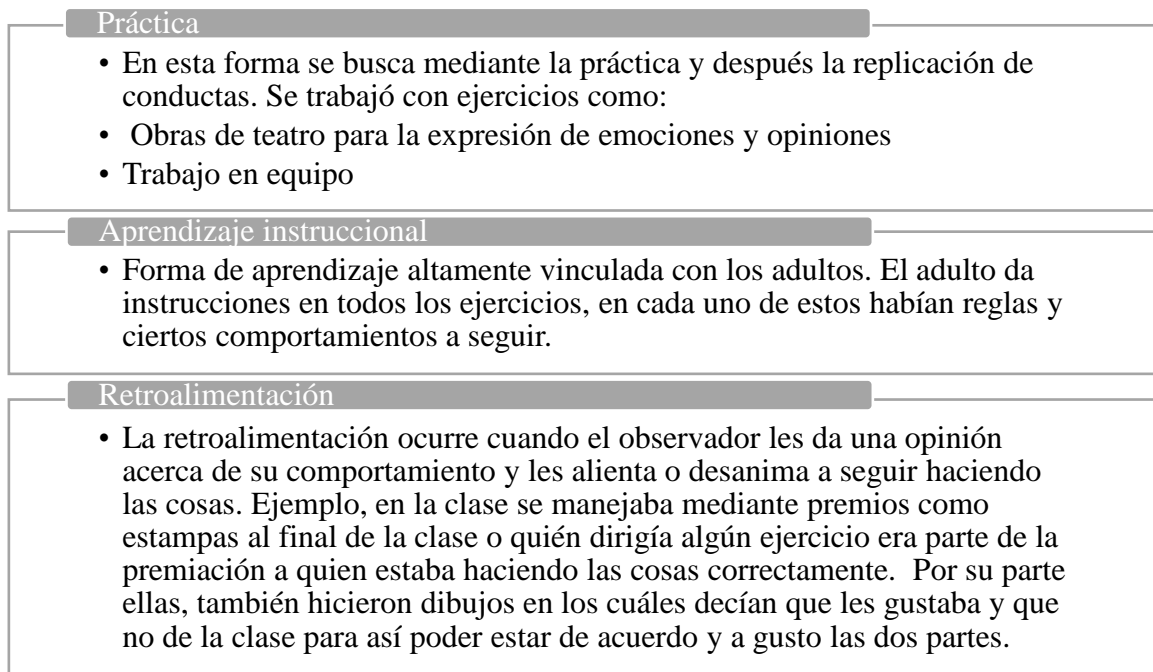 Práctica
• En esta forma se busca mediante la práctica y después la replicación de
conductas. Se trabajó con ejercicios como:
• Obras de teatro para la expresión de emociones y opiniones
• Trabajo en equipo
Aprendizaje instruccional
• Forma de aprendizaje altamente vinculada con los adultos. El adulto da
instrucciones en todos los ejercicios, en cada uno de estos habían reglas y
ciertos comportamientos a seguir.
Retroalimentación
• La retroalimentación ocurre cuando el observador les da una opinión
acerca de su comportamiento y les alienta o desanima a seguir haciendo
las cosas. Ejemplo, en la clase se manejaba mediante premios como
estampas al final de la clase o quién dirigía algún ejercicio era parte de la
premiación a quien estaba haciendo las cosas correctamente. Por su parte
ellas, también hicieron dibujos en los cuáles decían que les gustaba y que
no de la clase para así poder estar de acuerdo y a gusto las dos partes.